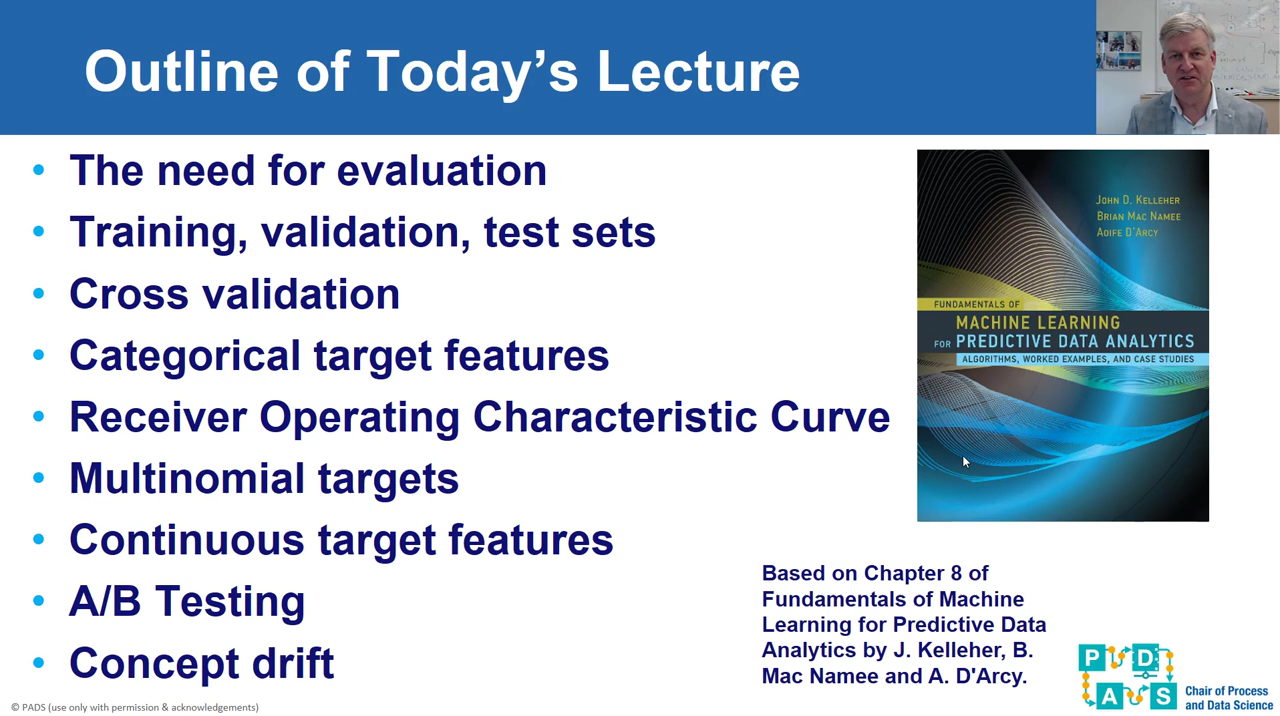 Outline of Today's Lecture
• The need for evaluation
• Training, validation, test sets
• Cross validation
• Categorical target features
• Receiver Operating Characteristic Curve
• Multinomial targets
• Continuous target features
• A/B Testing
• Concept drift
JOHN D. KELLEHER
BRIAN MAC NAMEE
AOIFE D'ARCY
FUNDAMENTALS OF
MACHINE LEARNING
FOR PREDICTIVE DATA ANALYTICS
ALGORITHMS, WORKED EXAMPLES, AND CASE STUDIES
Based on Chapter 8 of
Fundamentals of Machine
Learning for Predictive Data
Analytics by J. Kelleher, B.
Mac Namee and A. D'Arcy.
P D
A S
Chair of Process
and Data Science
© PADS (use only with permission & acknowledgements)